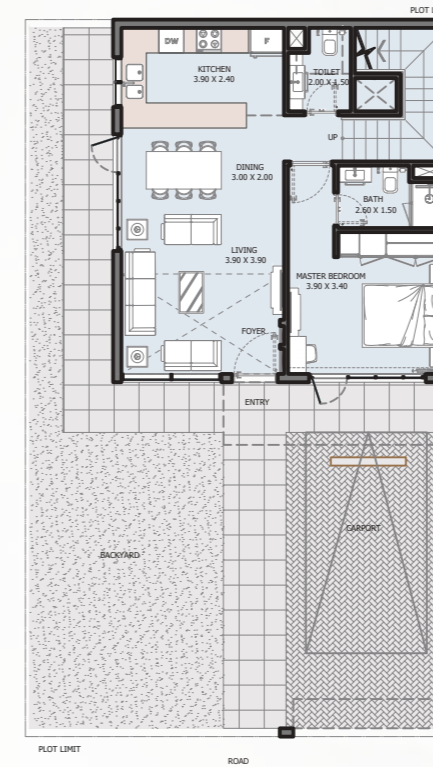 PLOT L
DW
F
KITCHEN
3.90 X 2.40
TOILET
2.00 X 1.50
UP
DINING
3.00 X 2.00
BATH
2.60 X 1.50
LIVING
3.90 X 3.90
MASTER BEDROOM
3.90 X 3.40
FOYER
ENTRY
CARPORT
BACKYARD
PLOT LIMIT
ROAD